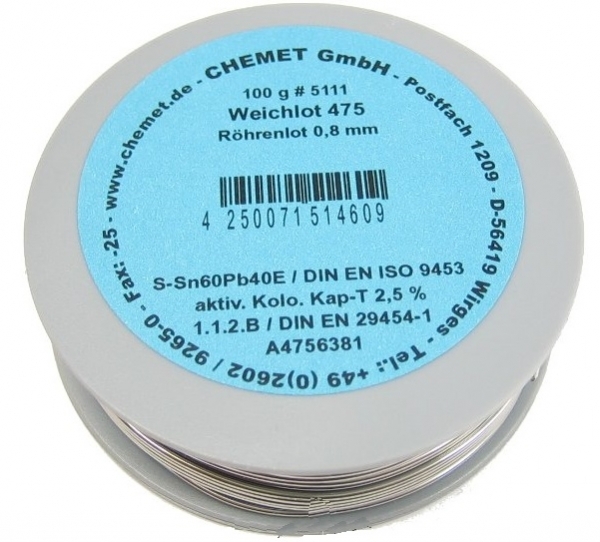 CHEMET GmbH - Postfach 1209 - D-56419 Wirges - Tel.: +49 (0)2602 / 9265-0 - Fax: -25 - www.chemet.de -
100 g # 5111
Weichlot 475
Röhrenlot 0,8 mm
4 250071 514609
S-Sn60Pb40E / DIN EN ISO 9453
aktiv. Kolo. Kap-T 2,5 %
1.1.2.B / DIN EN 29454-1
A4756381